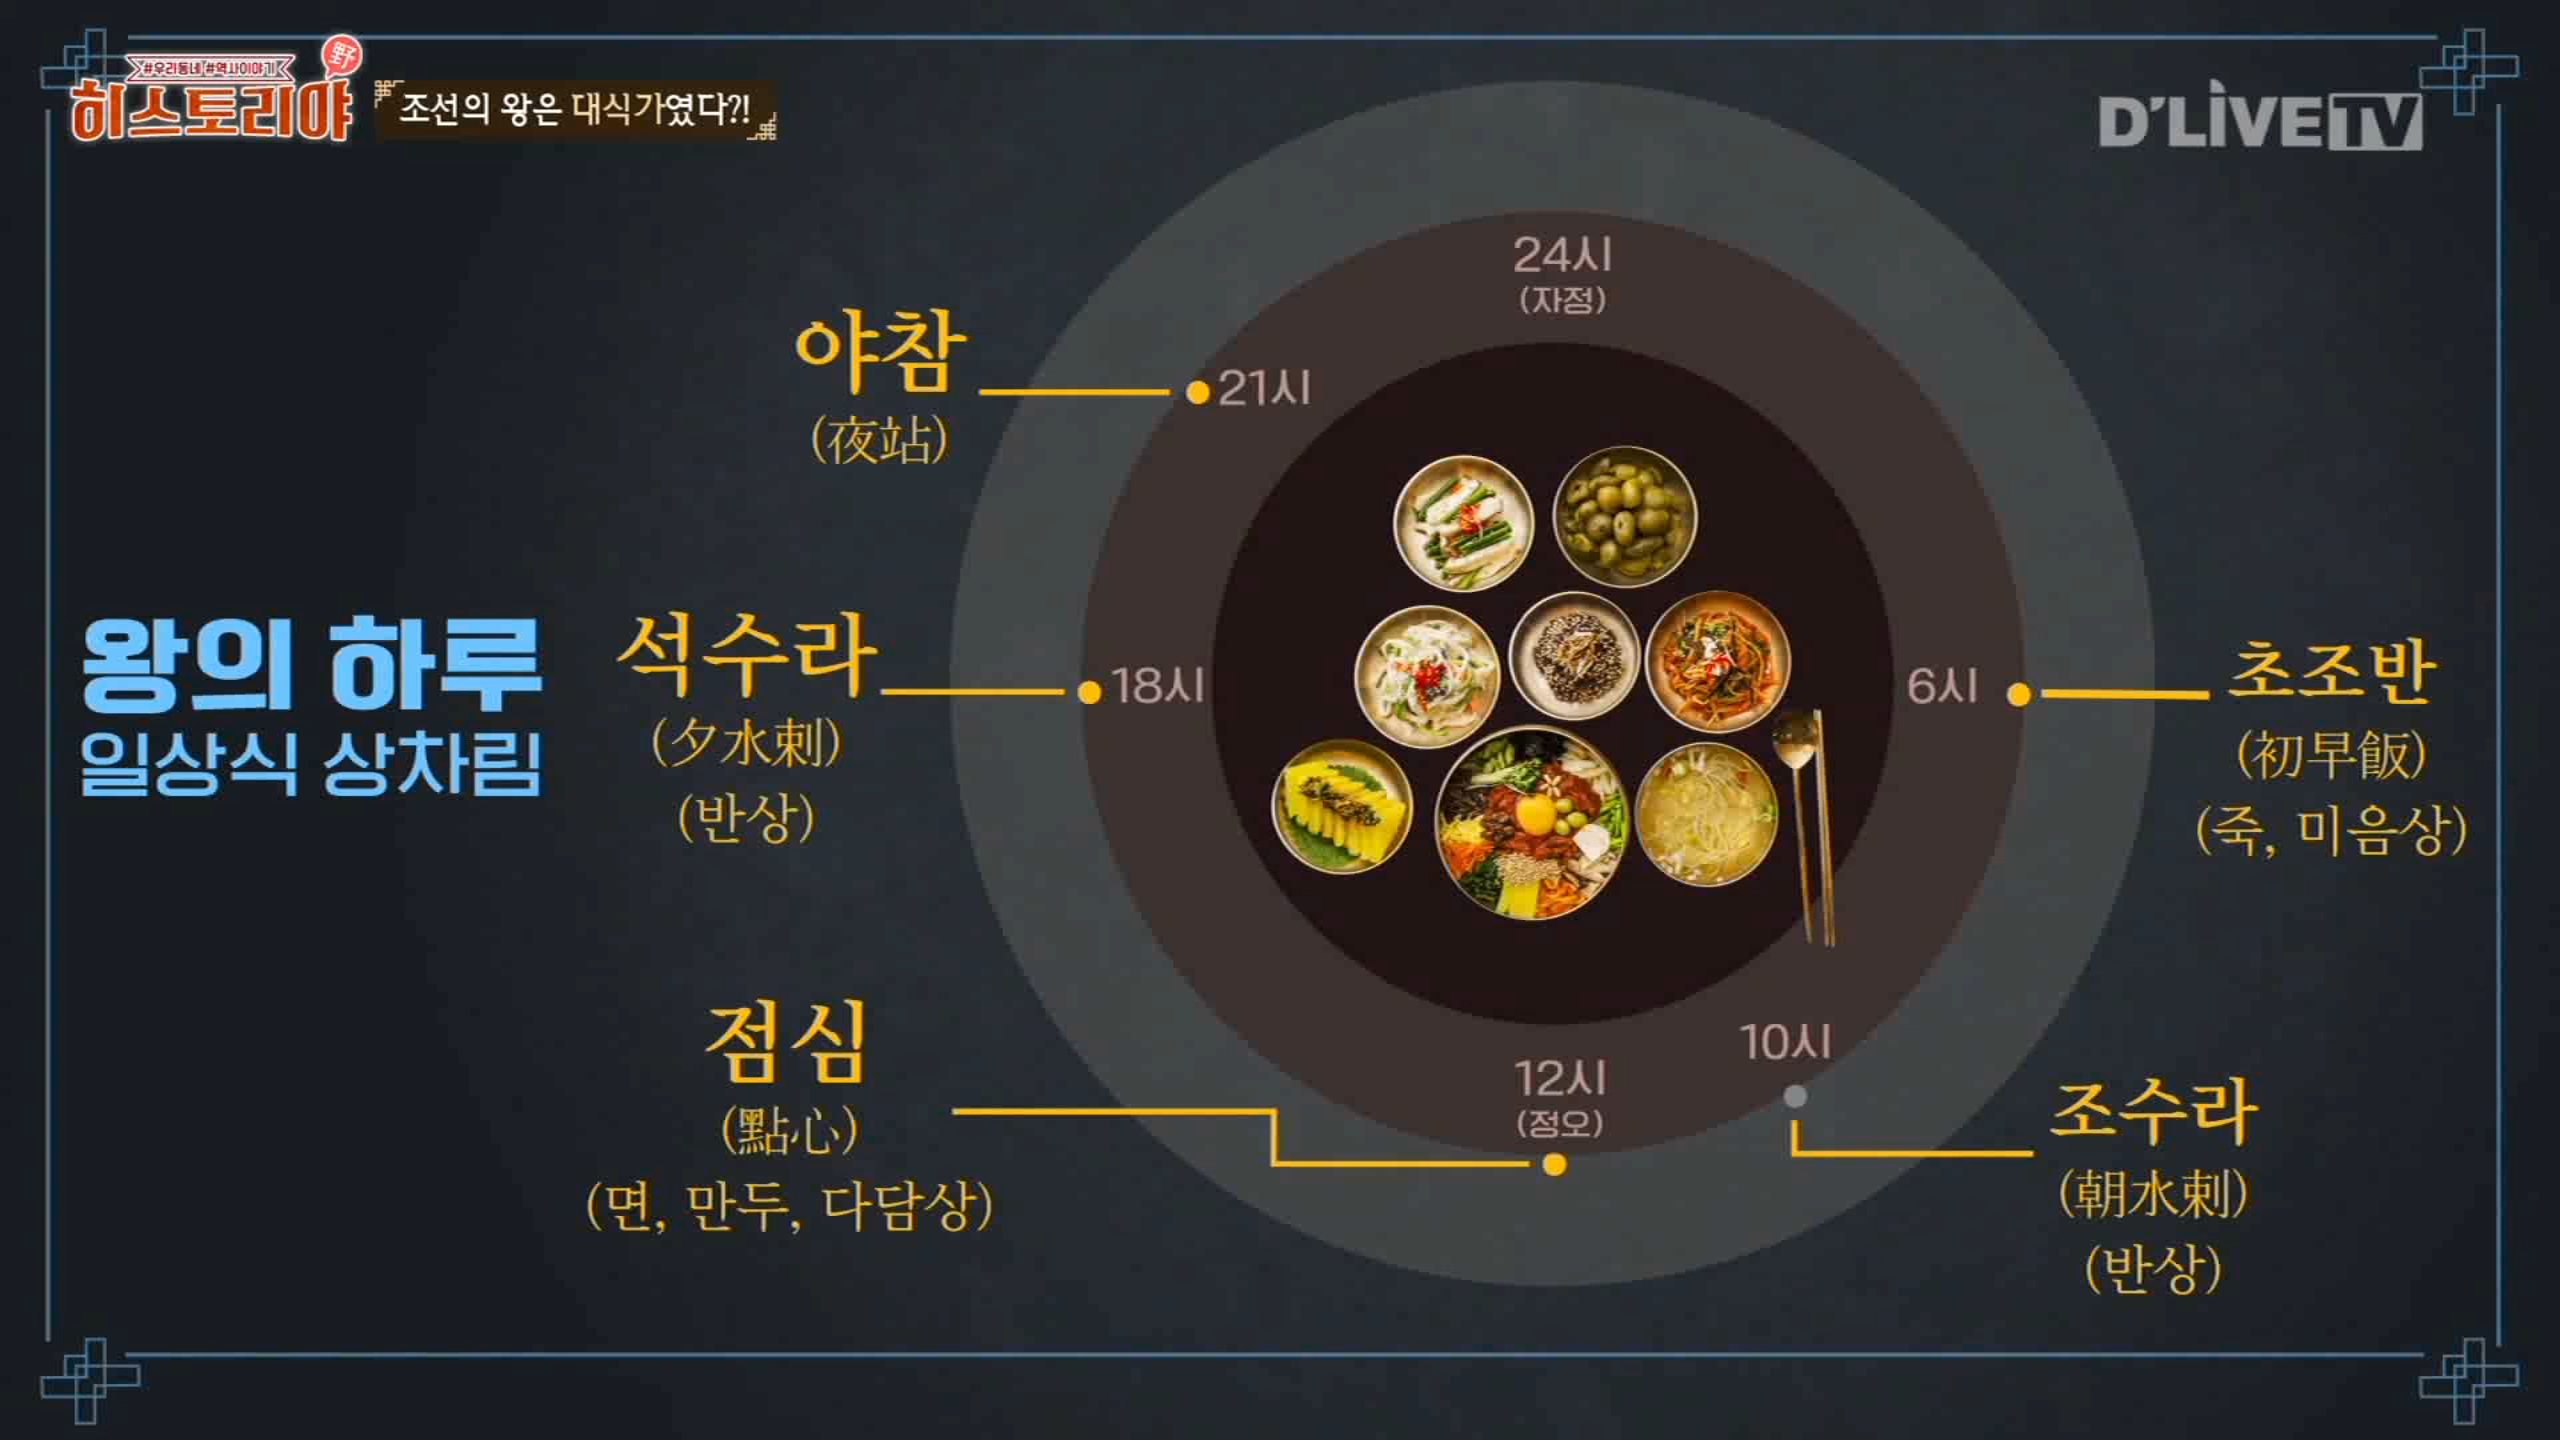 #우리동네 #역사이야기
野
히스토리야
조선의 왕은 대식가였다?!
D'LIVE TV
24시
(자정)
야참
(夜站)
21시
왕의 하루
일상식 상차림
석수라
(夕水剌)
(반상)
18시
6시
초조반
(初早飯)
(죽, 미음상)
점심
(點心)
(면, 만두, 다담상)
12시
(정오)
10시
조수라
(朝水剌)
(반상)